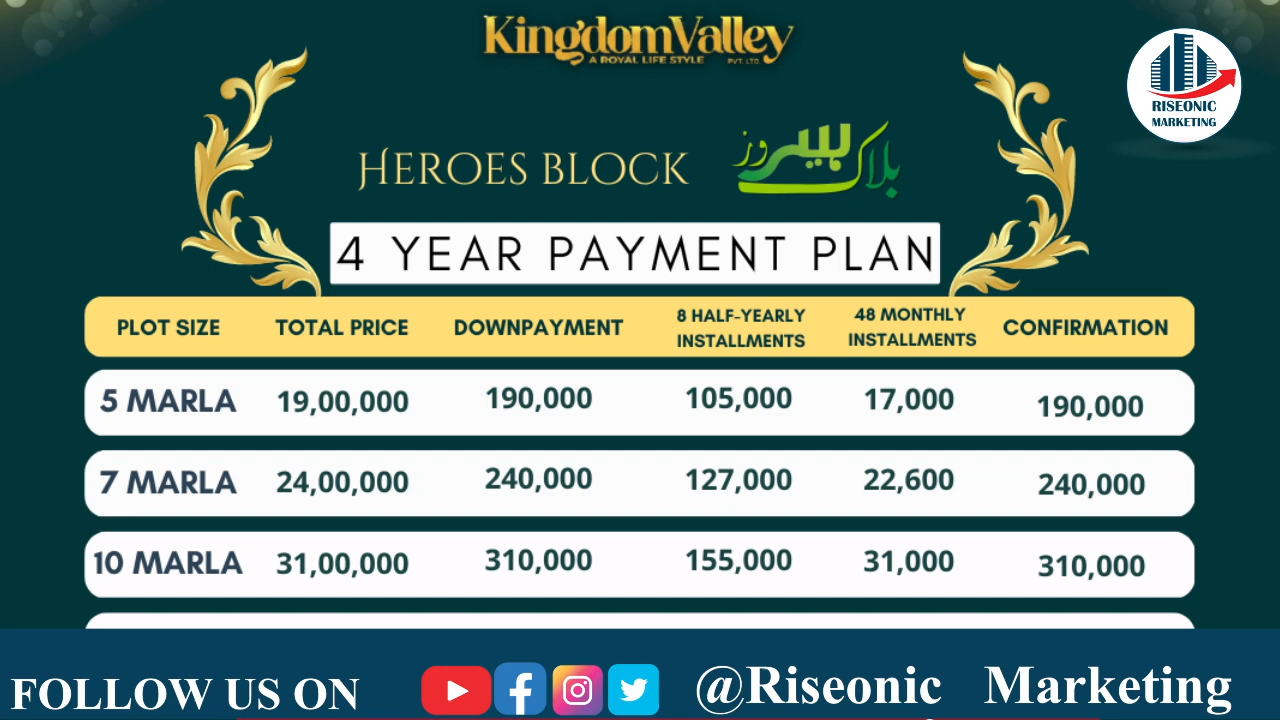 KingdomValley
A ROYAL LIFE STYLE PVT. LTD.
RISEONIC
MARKETING
HEROES BLOCK ہیروز بلاک
4 YEAR PAYMENT PLAN
PLOT SIZE TOTAL PRICE DOWNPAYMENT 8 HALF-YEARLY INSTALLMENTS 48 MONTHLY INSTALLMENTS CONFIRMATION
5 MARLA 19,00,000 190,000 105,000 17,000 190,000
7 MARLA 24,00,000 240,000 127,000 22,600 240,000
10 MARLA 31,00,000 310,000 155,000 31,000 310,000
FOLLOW US ON @Riseonic Marketing